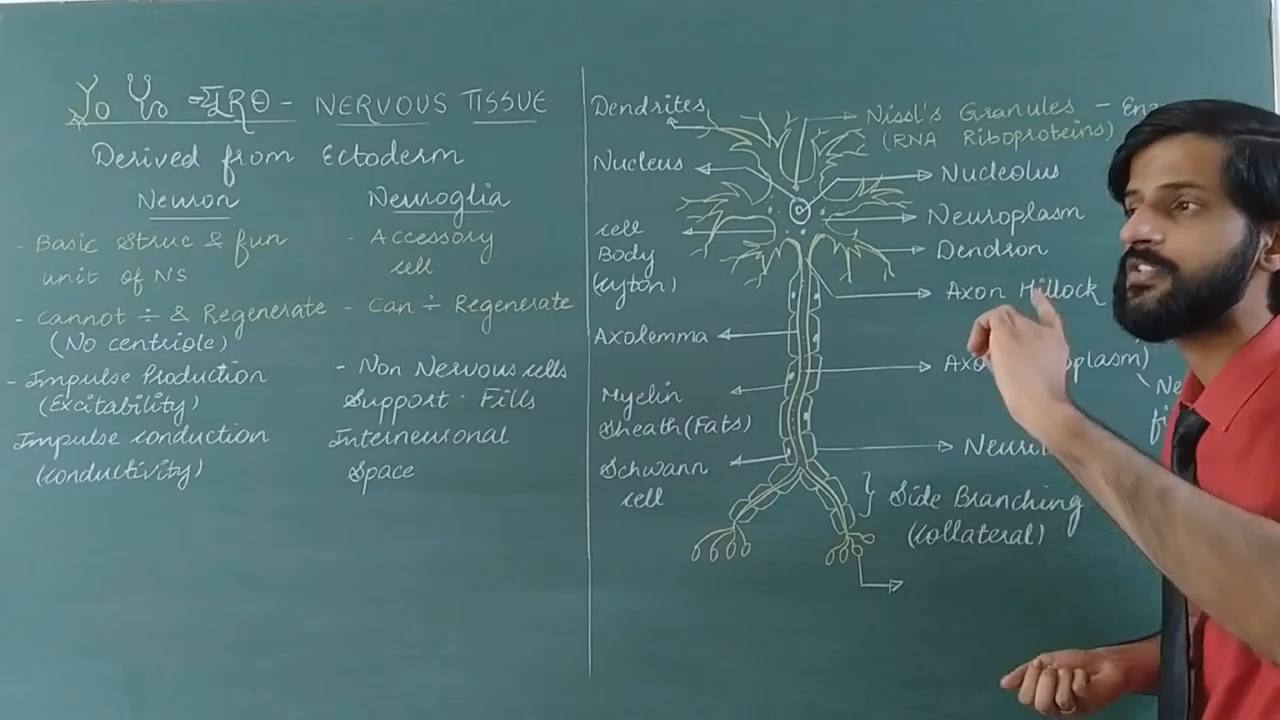 NERVOUS TISSUE
Derived from Ectoderm
Neuron
- Basic Struc & fun
unit of NS
- Cannot ÷ & Regenerate
(No centriole)
- Impulse Production
(Excitability)
Impulse conduction
(conductivity)
Neuroglia
- Accessory
cell
- Can ÷ Regenerate
- Non Nervous cells
Support · Fills
Interneuronal
Space
Dendrites
Nucleus
cell
Body
(cyton)
Axolemma
Myelin
Sheath (Fats)
Schwann
cell
Nissl's Granules -
(RNA Riboproteins)
Nucleolus
Neuroplasm
Dendron
Axon Hillock
Side Branching
(collateral)